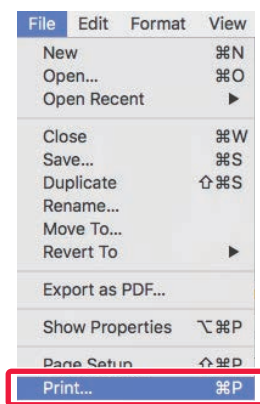 File Edit Format View
New ⌘N
Open... ⌘O
Open Recent ▶
Close ⌘W
Save... ⌘S
Duplicate ⇧⌘S
Rename...
Move To...
Revert To ▶
Export as PDF...
Show Properties ⌥⌘P
Page Setup ⇧⌘P
Print... ⌘P